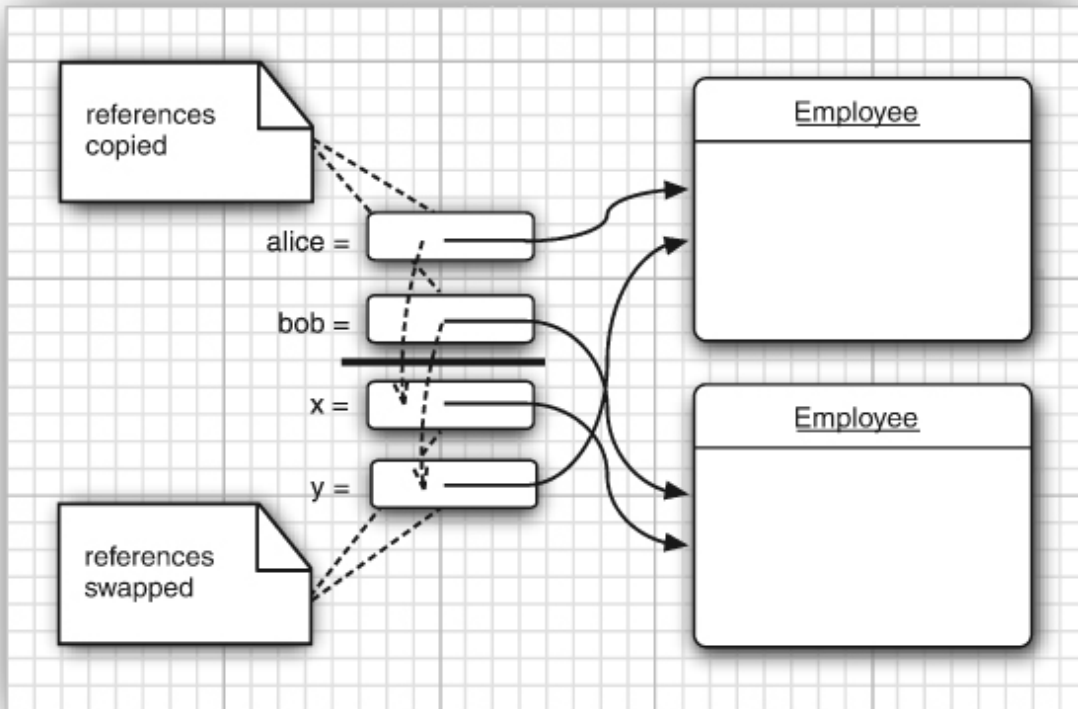 references
copied
Employee
alice =
bob =
x =
Employee
y =
references
swapped